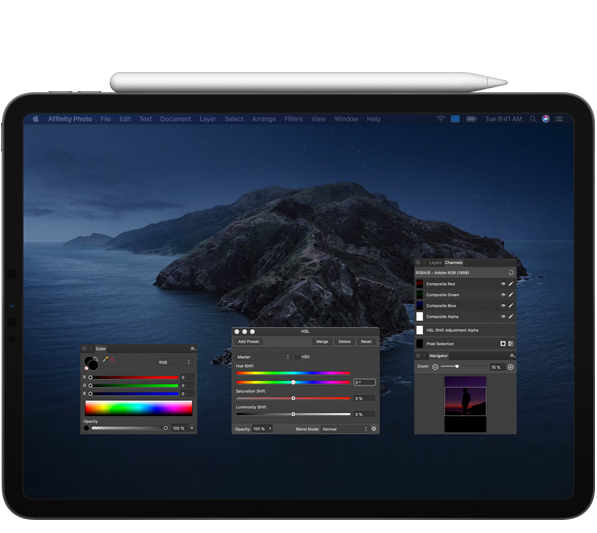 Affinity Photo File Edit Text Document Layer Select Arrange Filters View Window Help Tue 9:41 AM
Layers Channels
RGBA/8 - Adobe RGB (1998)
Composite Red
Composite Green
Composite Blue
Composite Alpha
HSL Shift Adjustment Alpha
Pixel Selection
Navigator
Zoom: 75 %
HSL
Add Preset Merge Delete Reset
Master HSV
Hue Shift
0 °
Saturation Shift
0 %
Luminosity Shift
0 %
Opacity: 100 % Blend Mode: Normal
Color
RGB
R 0
G 0
B 0
Opacity
100 %